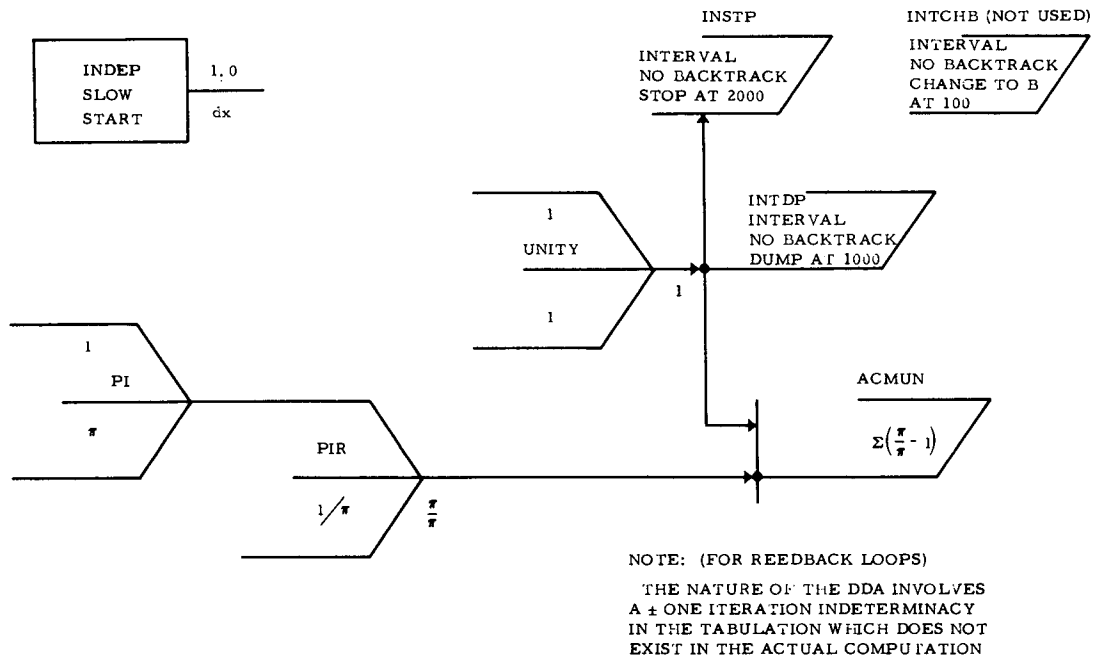 INSTP
INTCHB (NOT USED)
INDEP
SLOW
START
1.0
dx
INTERVAL
NO BACKTRACK
STOP AT 2000
INTERVAL
NO BACKTRACK
CHANGE TO B
AT 100
1
UNITY
1
1
INTDP
INTERVAL
NO BACKTRACK
DUMP AT 1000
1
PI
π
PIR
1/π
π/π
ACMUN
Σ(π/π - 1)
NOTE: (FOR REEDBACK LOOPS)
THE NATURE OF THE DDA INVOLVES
A ± ONE ITERATION INDETERMINACY
IN THE TABULATION WHICH DOES NOT
EXIST IN THE ACTUAL COMPUTATION